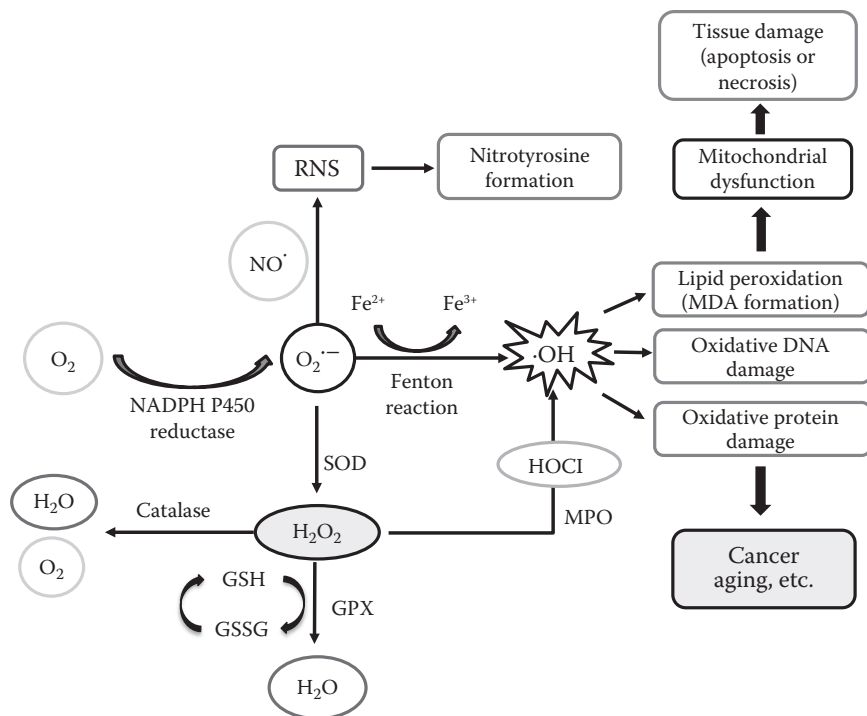 Tissue damage
(apoptosis or
necrosis)
RNS
Nitrotyrosine
formation
Mitochondrial
dysfunction
NO˙
Fe²⁺
Fe³⁺
Lipid peroxidation
(MDA formation)
O₂
O₂˙⁻
·OH
Oxidative DNA
damage
NADPH P450
reductase
Fenton
reaction
Oxidative protein
damage
SOD
HOCI
H₂O
Catalase
H₂O₂
MPO
O₂
GSH
GPX
GSSG
Cancer
aging, etc.
H₂O